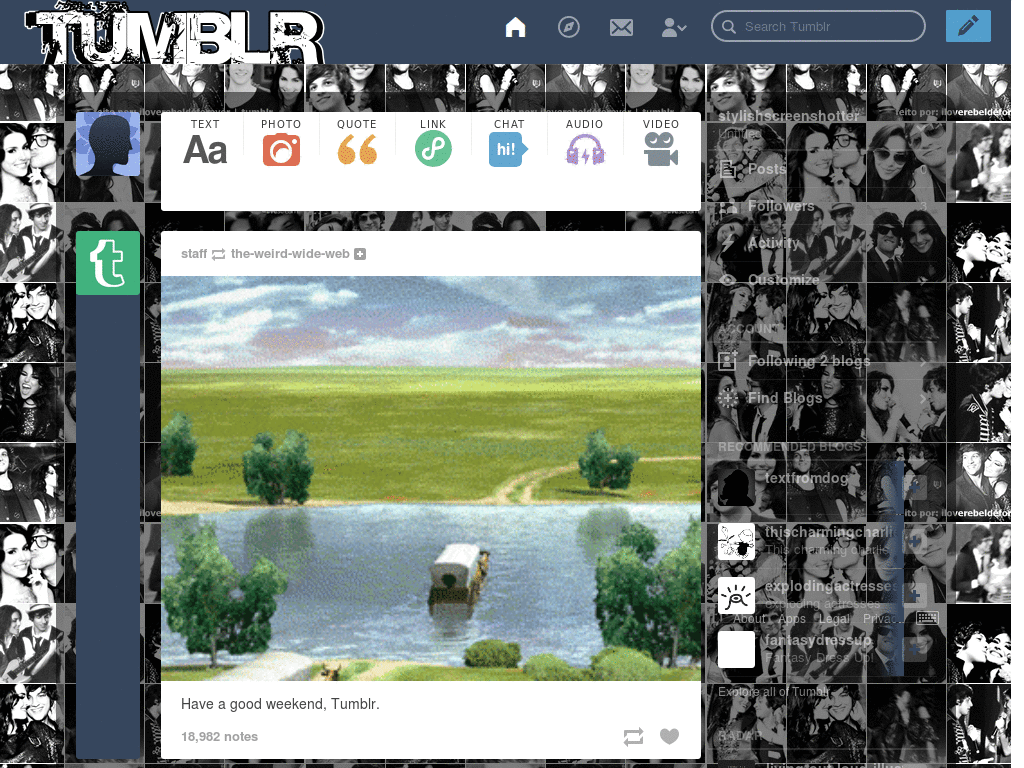 TUMBLR
Search Tumblr
TEXT
PHOTO
QUOTE
LINK
CHAT
AUDIO
VIDEO
Aa
hi!
stylishscreenshotter
Untitled
Posts
Followers
3
Activity
Customize
ACCOUNT
Following 2 blogs
Find Blogs
RECOMMENDED BLOGS
textfromdog
thischarmingcharli
This charming charlie
explodingactresses
exploding actresses
About Apps Legal Privacy
fantasydressup
Fantasy Dress Up!
Explore all of Tumblr
RADAR
staff the-weird-wide-web
Have a good weekend, Tumblr.
18,982 notes
feito por: iloverebeldefor